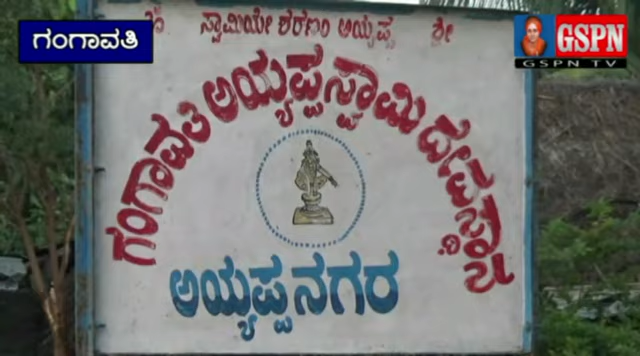 ಗಂಗಾವತಿ
ಸ್ವಾಮಿಯೇ ಶರಣಂ ಅಯ್ಯಪ್ಪ ಶ್ರೀ
GSPN
GSPN TV
ಗಂಗಾವತಿ ಅಯ್ಯಪ್ಪಸ್ವಾಮಿ ದೇವಸ್ಥಾನ
ಅಯ್ಯಪ್ಪನಗರ